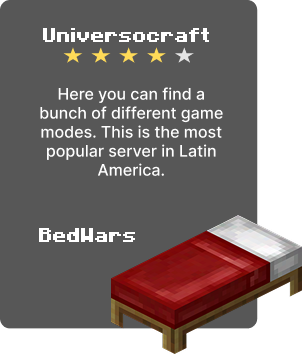 Universocraft
Here you can find a
bunch of different game
modes. This is the most
popular server in Latin
America.
BedWars